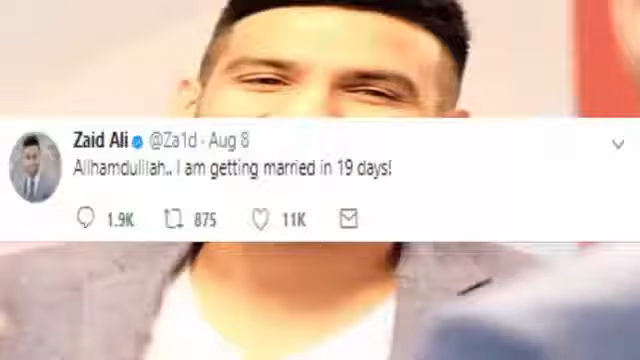 Zaid Ali @Za1d · Aug 8
Allhamdulilah.. I am getting married in 19 days!
1.9K 875 11K